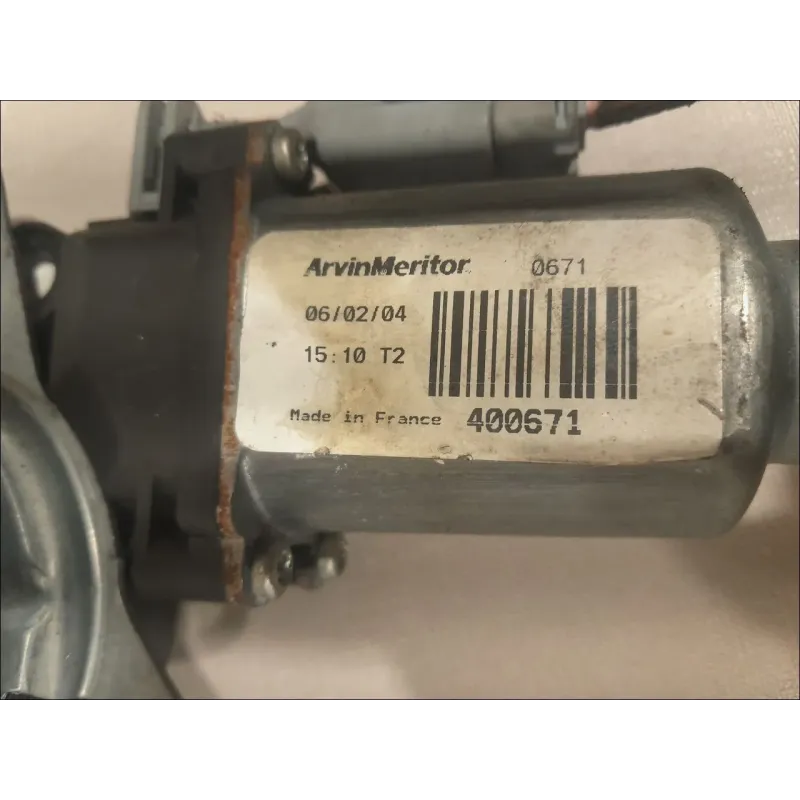 ArvinMeritor 0671
06/02/04
15:10 T2
Made in France 400671